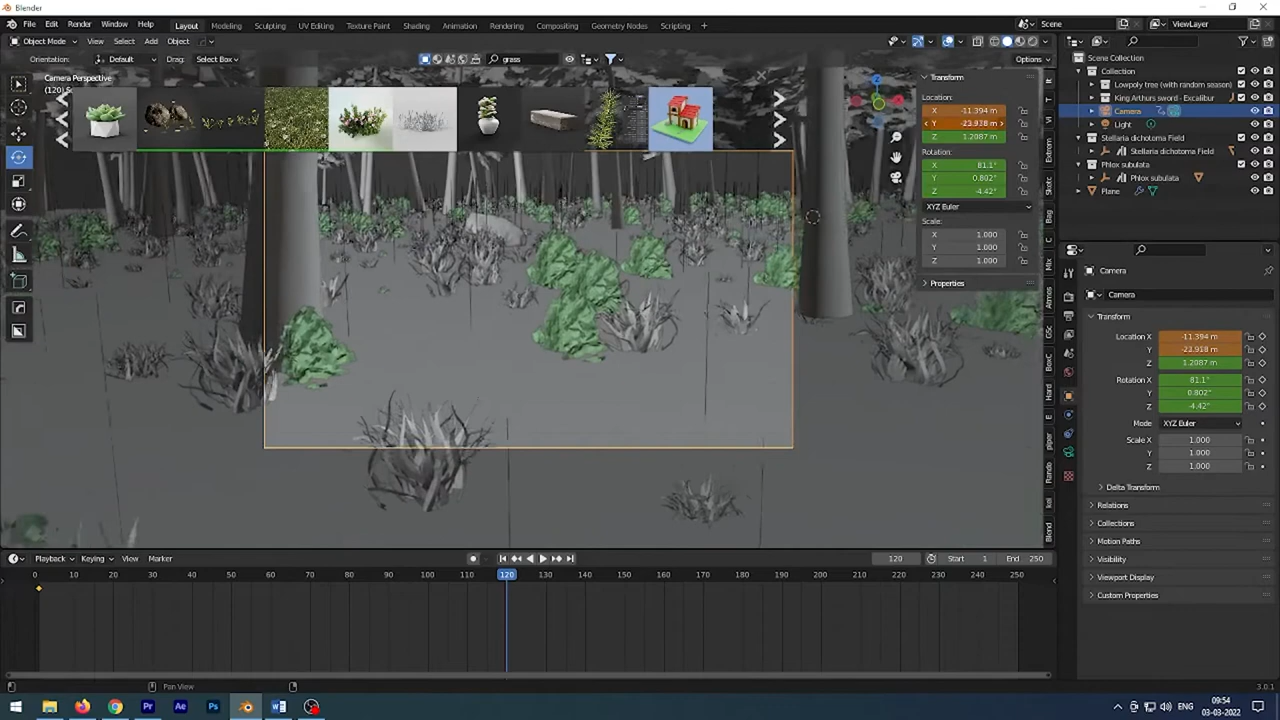 Blender
File Edit Render Window Help Layout Modeling Sculpting UV Editing Texture Paint Shading Animation Rendering Compositing Geometry Nodes Scripting + Scene ViewLayer
Object Mode View Select Add Object
Orientation: Default Drag: Select Box grass Options
Camera Perspective
Transform
Location:
X -11.394 m
Y -23.918 m
Z 1.2087 m
Rotation:
X 81.1°
Y 0.802°
Z -4.42°
XYZ Euler
Scale:
X 1.000
Y 1.000
Z 1.000
Properties
Scene Collection
Collection
Lowpoly tree (with random season)
King Arthurs sword - Excalibur
Camera
Light
Stellaria dichotoma Field
Stellaria dichotoma Field
Phlox subulata
Phlox subulata
Plane
Camera
Camera
Transform
Location X -11.394 m
Y -23.918 m
Z 1.2087 m
Rotation X 81.1°
Y 0.802°
Z -4.42°
Mode XYZ Euler
Scale X 1.000
Y 1.000
Z 1.000
Delta Transform
Relations
Collections
Motion Paths
Visibility
Viewport Display
Custom Properties
Playback Keying View Marker 120 Start 1 End 250
0 10 20 30 40 50 60 70 80 90 100 110 120 130 140 150 160 170 180 190 200 210 220 230 240 250
Pan View 3.0.1
ENG 09:54
03-03-2022